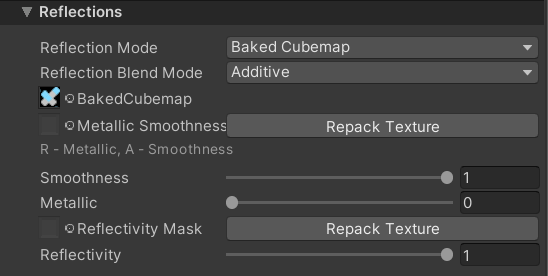 Reflections
Reflection Mode Baked Cubemap
Reflection Blend Mode Additive
BakedCubemap
Metallic Smoothness Repack Texture
R - Metallic, A - Smoothness
Smoothness 1
Metallic 0
Reflectivity Mask Repack Texture
Reflectivity 1